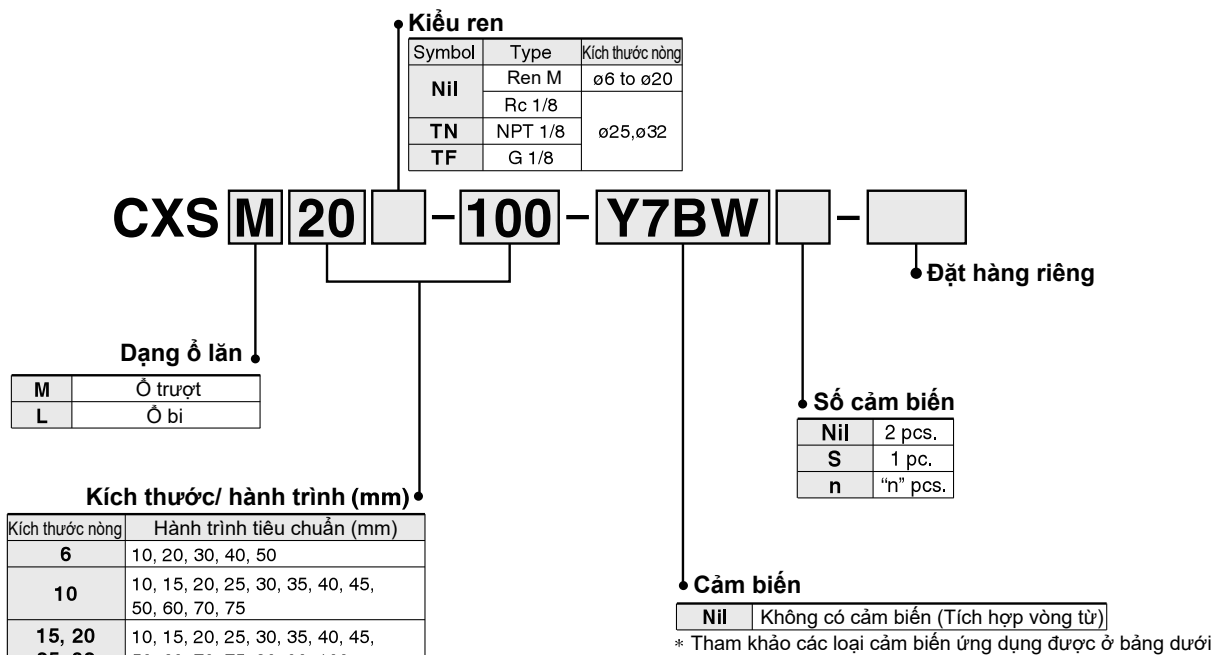 Kiểu ren
Symbol Type Kích thước nòng
Nil Ren M ø6 to ø20
Rc 1/8 ø25,ø32
TN NPT 1/8
TF G 1/8
CXS M 20 - 100 - Y7BW -
Đặt hàng riêng
Dạng ổ lăn
M Ổ trượt
L Ổ bi
Số cảm biến
Nil 2 pcs.
S 1 pc.
n “n” pcs.
Kích thước/ hành trình (mm)
Kích thước nòng Hành trình tiêu chuẩn (mm)
6 10, 20, 30, 40, 50
10 10, 15, 20, 25, 30, 35, 40, 45,
50, 60, 70, 75
15, 20 10, 15, 20, 25, 30, 35, 40, 45,
Cảm biến
Nil Không có cảm biến (Tích hợp vòng từ)
* Tham khảo các loại cảm biến ứng dụng được ở bảng dưới